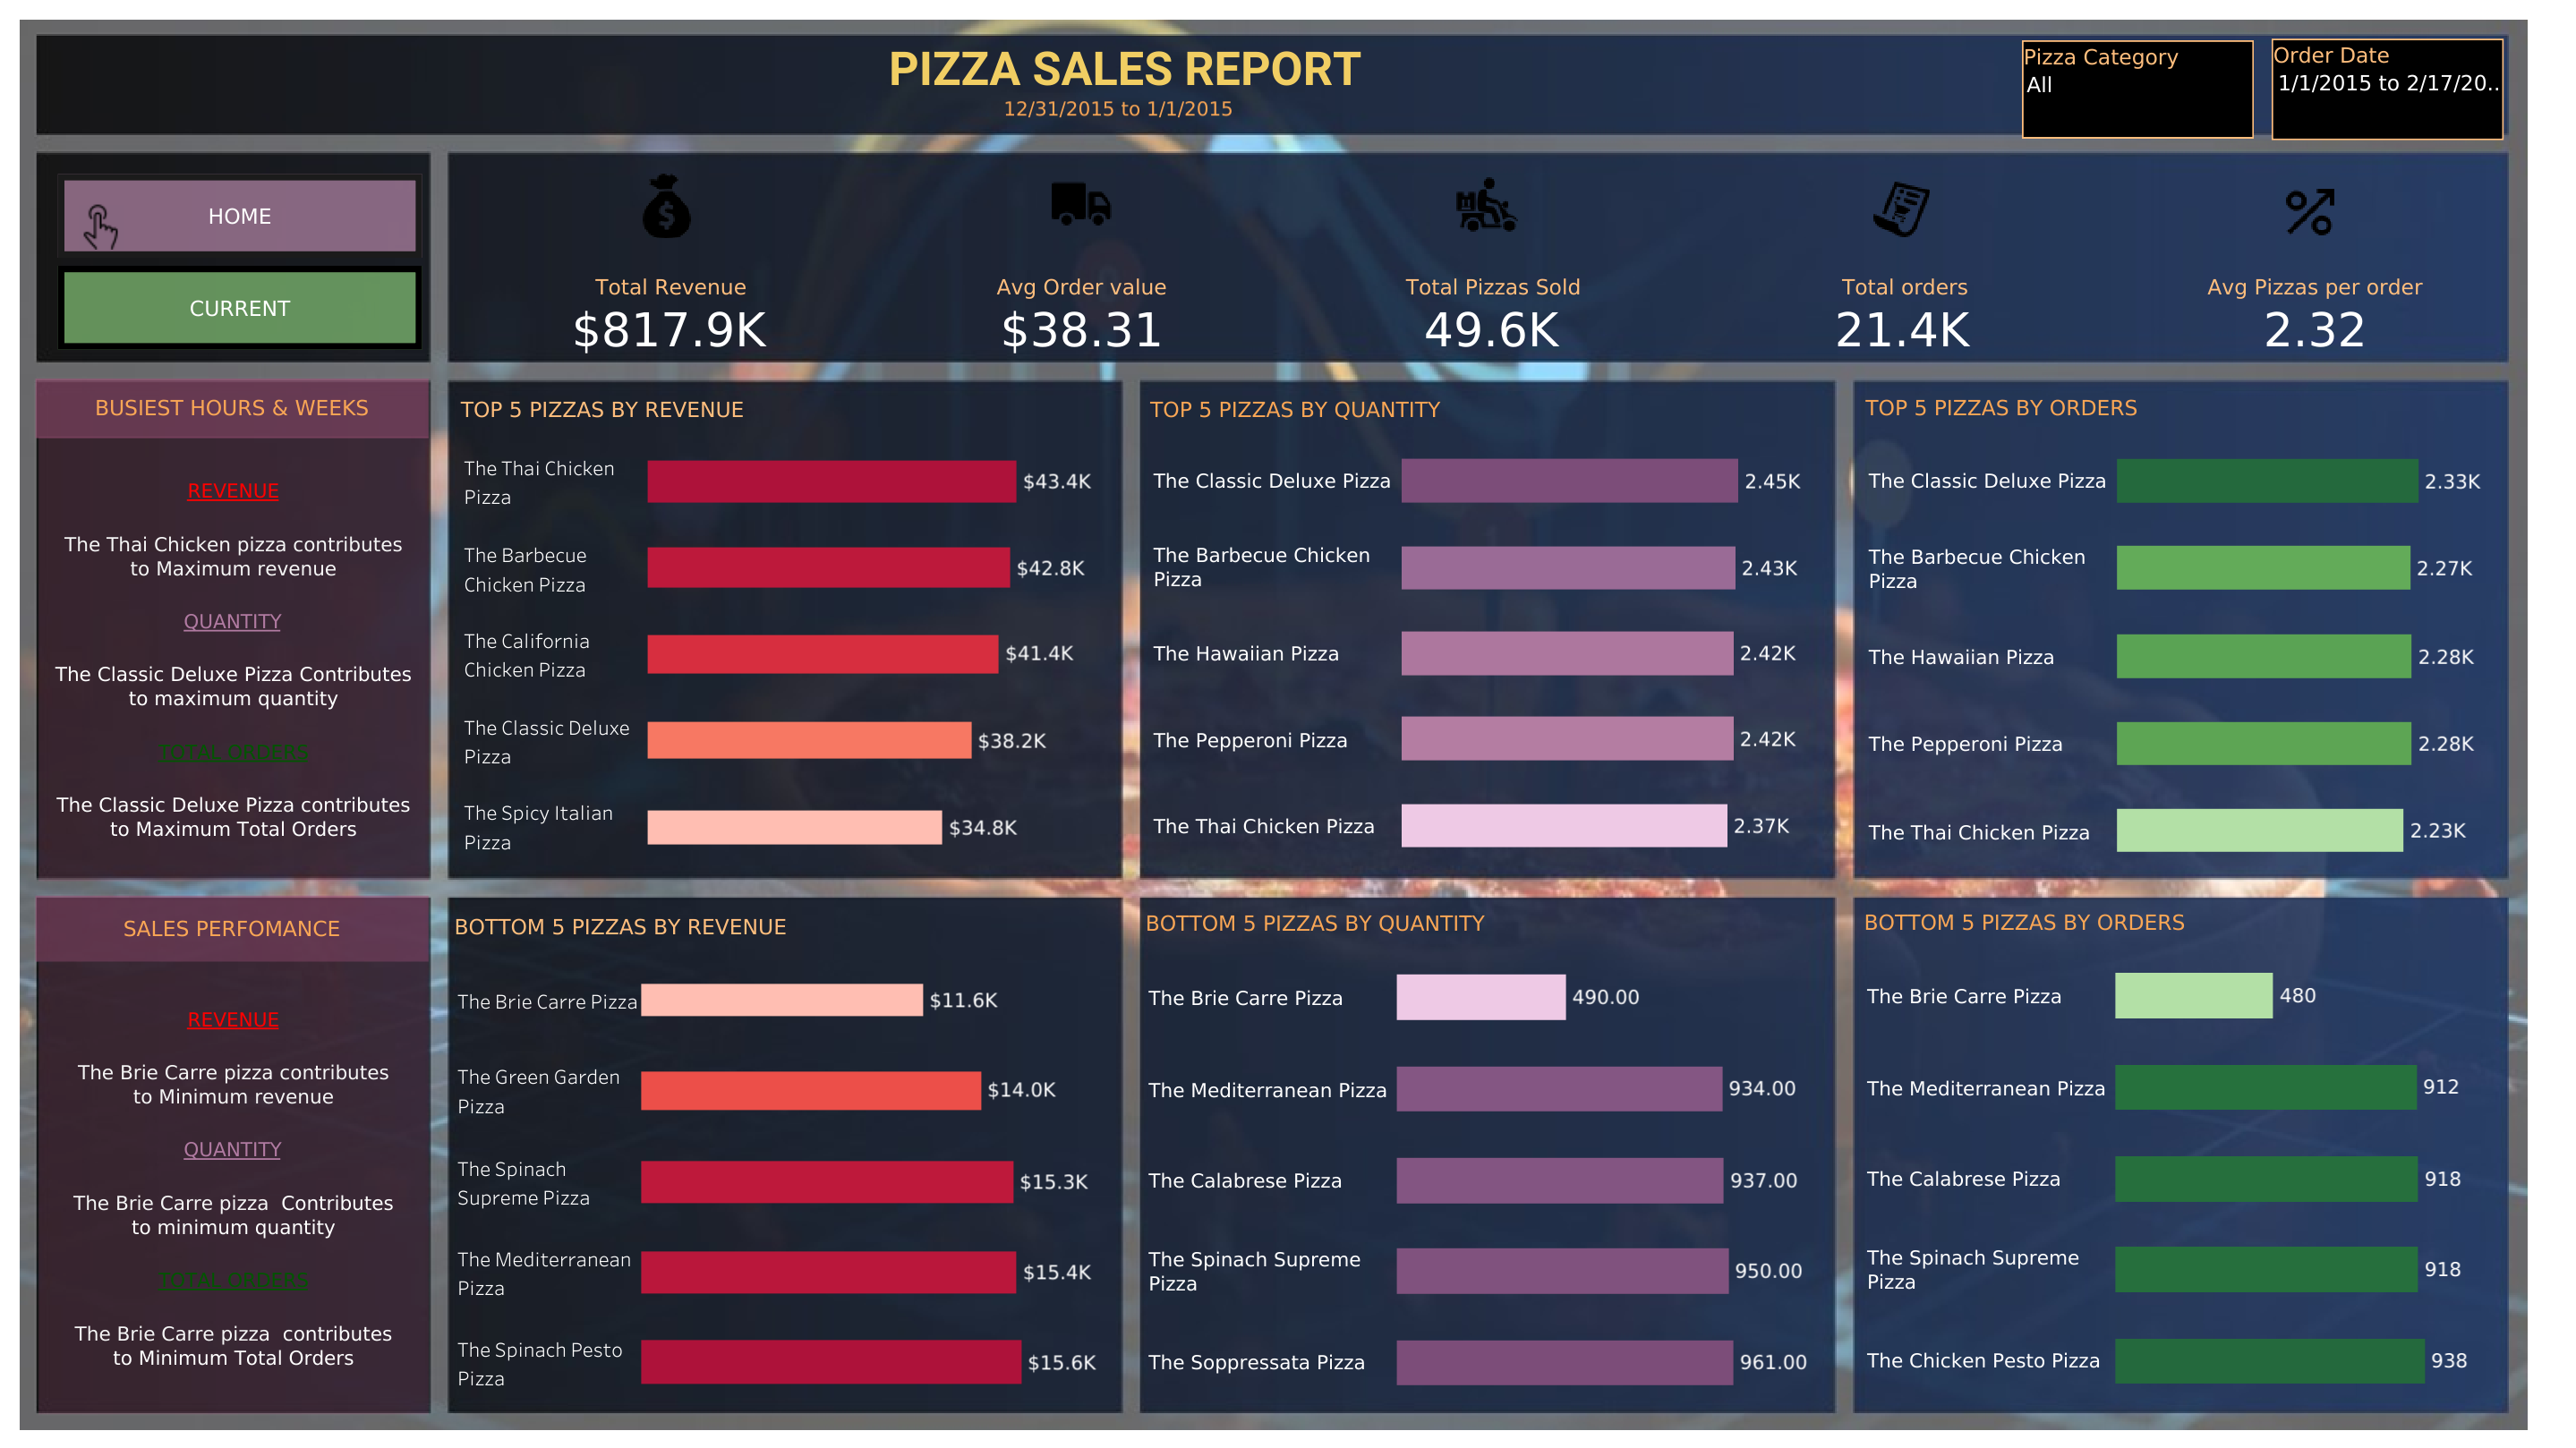 PIZZA SALES REPORT
12/31/2015 to 1/1/2015
Pizza Category
All
Order Date
1/1/2015 to 2/17/20..
HOME
CURRENT
Total Revenue
$817.9K
Avg Order value
$38.31
Total Pizzas Sold
49.6K
Total orders
21.4K
Avg Pizzas per order
2.32
BUSIEST HOURS & WEEKS
REVENUE
The Thai Chicken pizza contributes
to Maximum revenue
QUANTITY
The Classic Deluxe Pizza Contributes
to maximum quantity
TOTAL ORDERS
The Classic Deluxe Pizza contributes
to Maximum Total Orders
TOP 5 PIZZAS BY REVENUE
The Thai Chicken
Pizza
$43.4K
The Barbecue
Chicken Pizza
$42.8K
The California
Chicken Pizza
$41.4K
The Classic Deluxe
Pizza
$38.2K
The Spicy Italian
Pizza
$34.8K
TOP 5 PIZZAS BY QUANTITY
The Classic Deluxe Pizza
2.45K
The Barbecue Chicken
Pizza
2.43K
The Hawaiian Pizza
2.42K
The Pepperoni Pizza
2.42K
The Thai Chicken Pizza
2.37K
TOP 5 PIZZAS BY ORDERS
The Classic Deluxe Pizza
2.33K
The Barbecue Chicken
Pizza
2.27K
The Hawaiian Pizza
2.28K
The Pepperoni Pizza
2.28K
The Thai Chicken Pizza
2.23K
SALES PERFOMANCE
REVENUE
The Brie Carre pizza contributes
to Minimum revenue
QUANTITY
The Brie Carre pizza  Contributes
to minimum quantity
TOTAL ORDERS
The Brie Carre pizza  contributes
to Minimum Total Orders
BOTTOM 5 PIZZAS BY REVENUE
The Brie Carre Pizza
$11.6K
The Green Garden
Pizza
$14.0K
The Spinach
Supreme Pizza
$15.3K
The Mediterranean
Pizza
$15.4K
The Spinach Pesto
Pizza
$15.6K
BOTTOM 5 PIZZAS BY QUANTITY
The Brie Carre Pizza
490.00
The Mediterranean Pizza
934.00
The Calabrese Pizza
937.00
The Spinach Supreme
Pizza
950.00
The Soppressata Pizza
961.00
BOTTOM 5 PIZZAS BY ORDERS
The Brie Carre Pizza
480
The Mediterranean Pizza
912
The Calabrese Pizza
918
The Spinach Supreme
Pizza
918
The Chicken Pesto Pizza
938